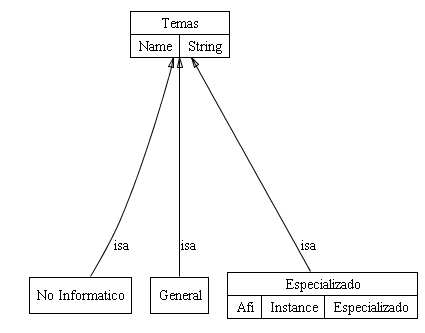 Temas
Name String
isa isa isa
No Informatico General Especializado
Afi Instance Especializado